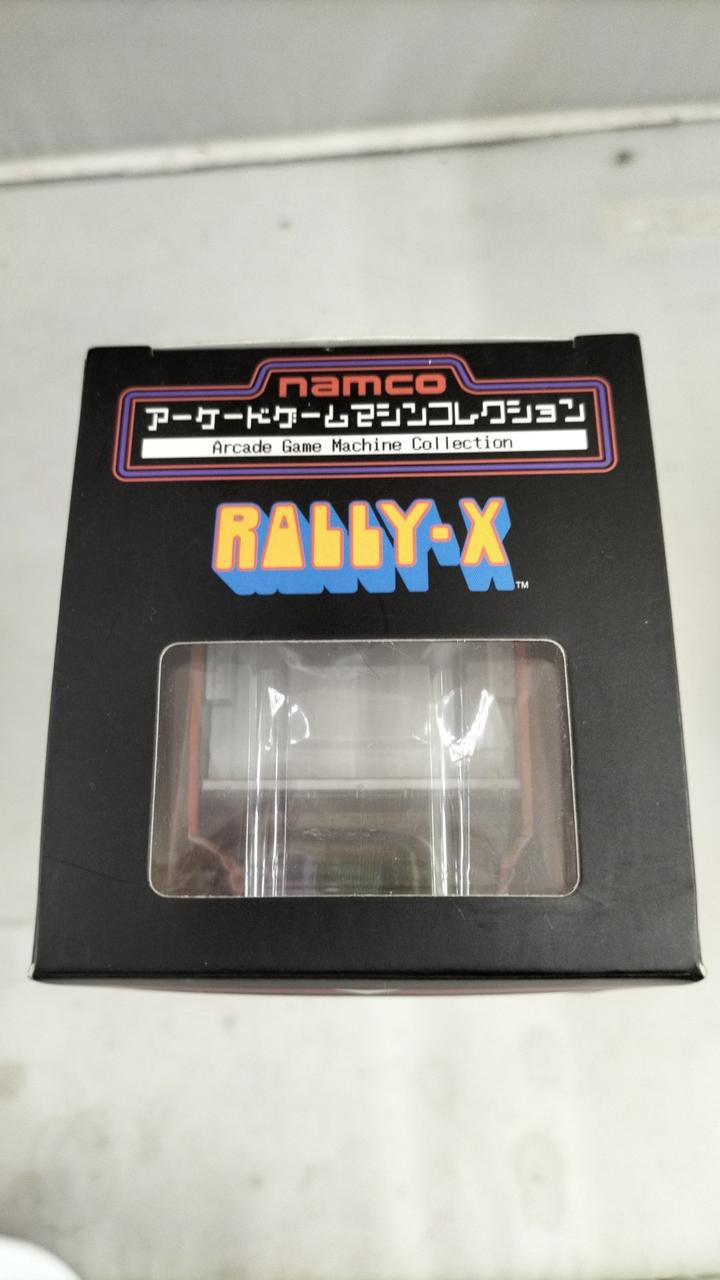 namco
アーケードゲームマシンコレクション
Arcade Game Machine Collection
RALLY-X
TM